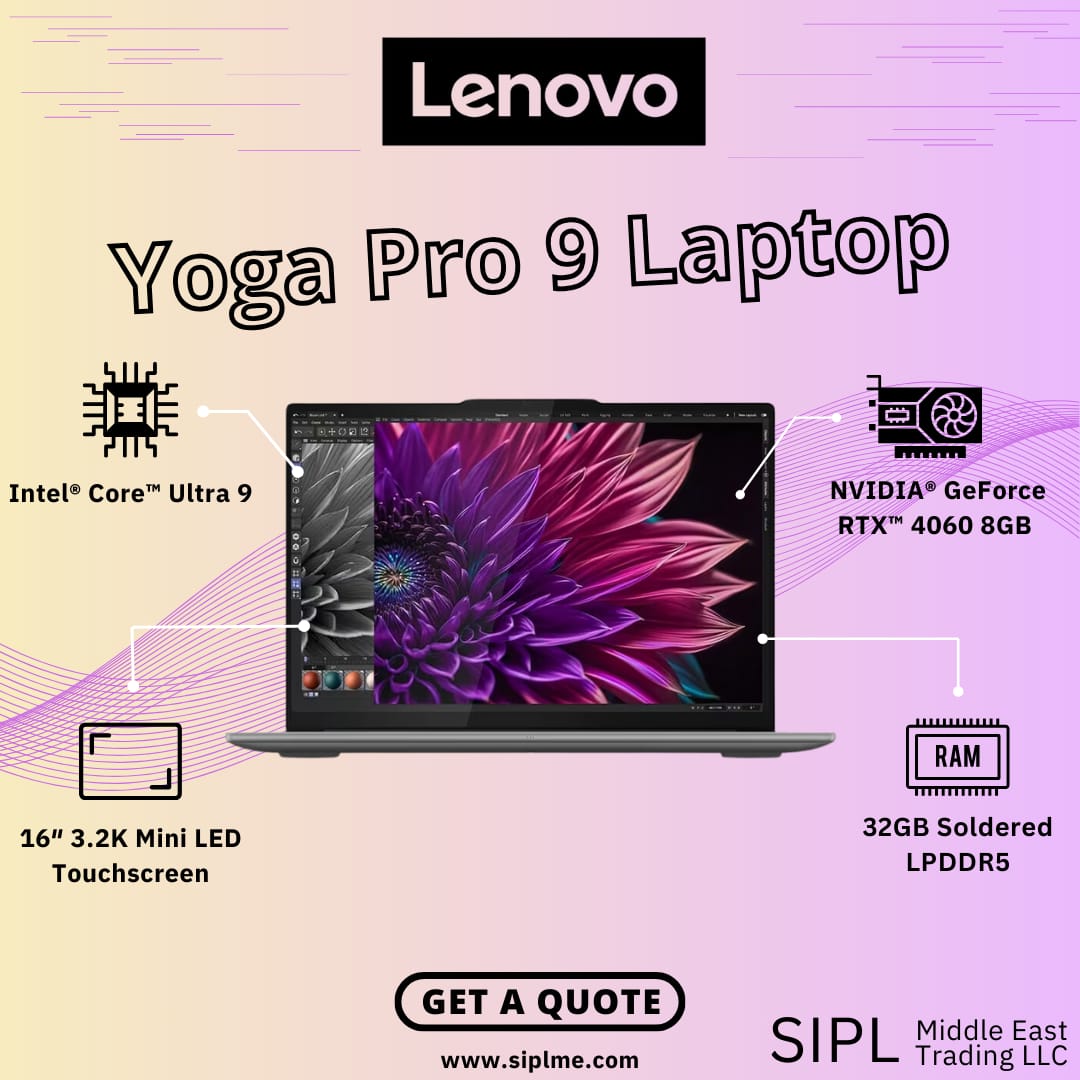 Lenovo
Yoga Pro 9 Laptop
Intel® Core™ Ultra 9
NVIDIA® GeForce
RTX™ 4060 8GB
16″ 3.2K Mini LED
Touchscreen
RAM
32GB Soldered
LPDDR5
GET A QUOTE
www.siplme.com
SIPL
Middle East
Trading LLC